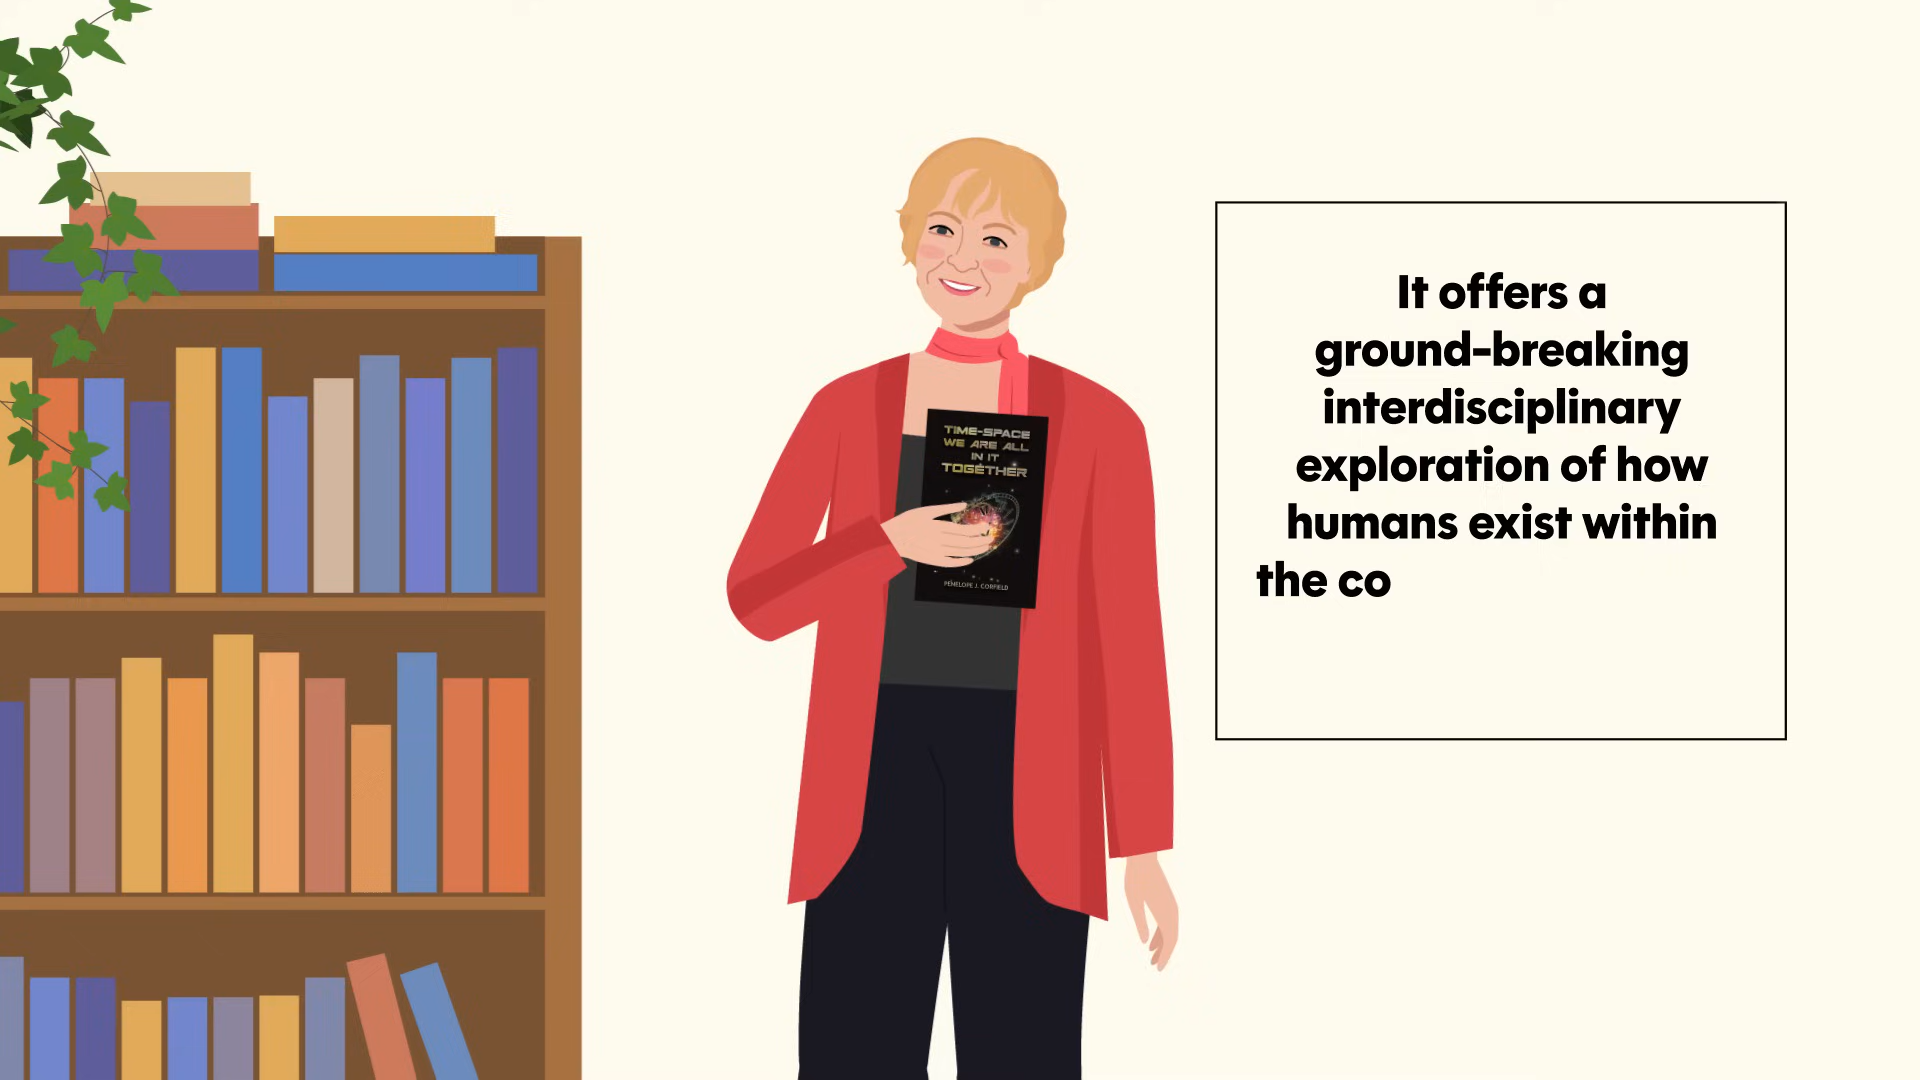 TIME-SPACE
WE ARE ALL
IN IT
TOGETHER
PENELOPE J. CORFIELD
It offers a
ground-breaking
interdisciplinary
exploration of how
humans exist within
the co